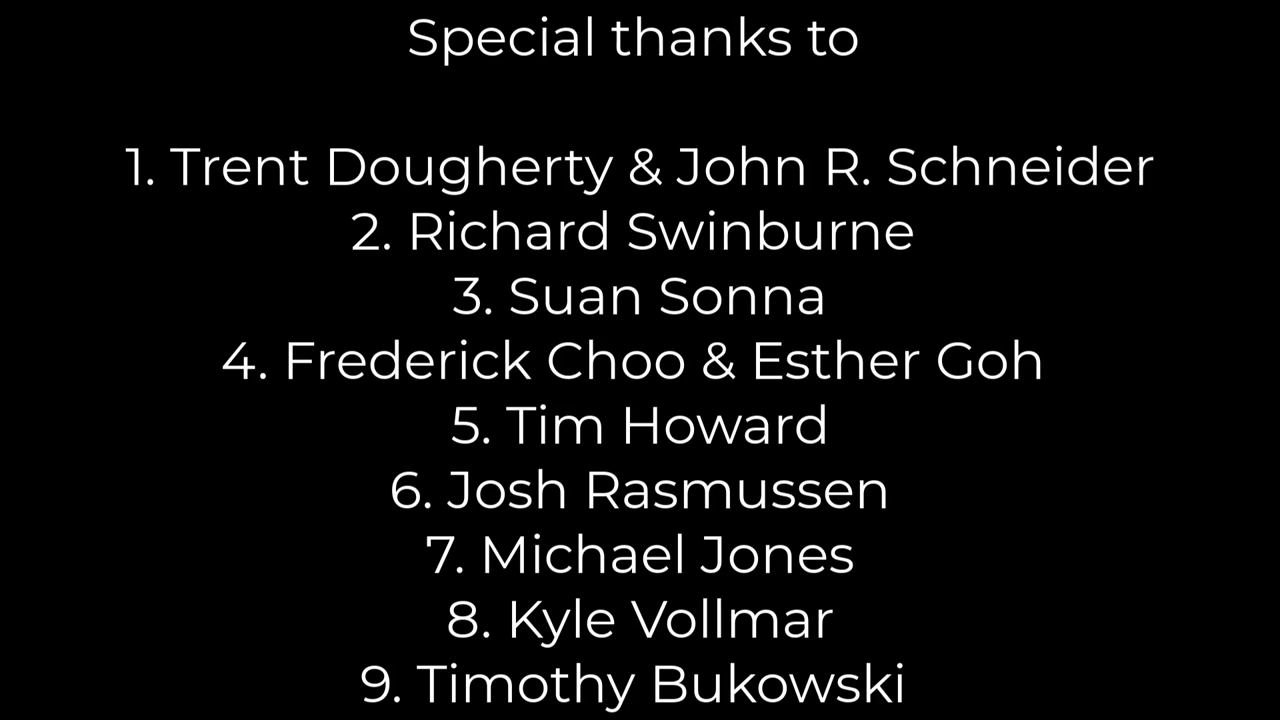 Special thanks to
1. Trent Dougherty & John R. Schneider
2. Richard Swinburne
3. Suan Sonna
4. Frederick Choo & Esther Goh
5. Tim Howard
6. Josh Rasmussen
7. Michael Jones
8. Kyle Vollmar
9. Timothy Bukowski